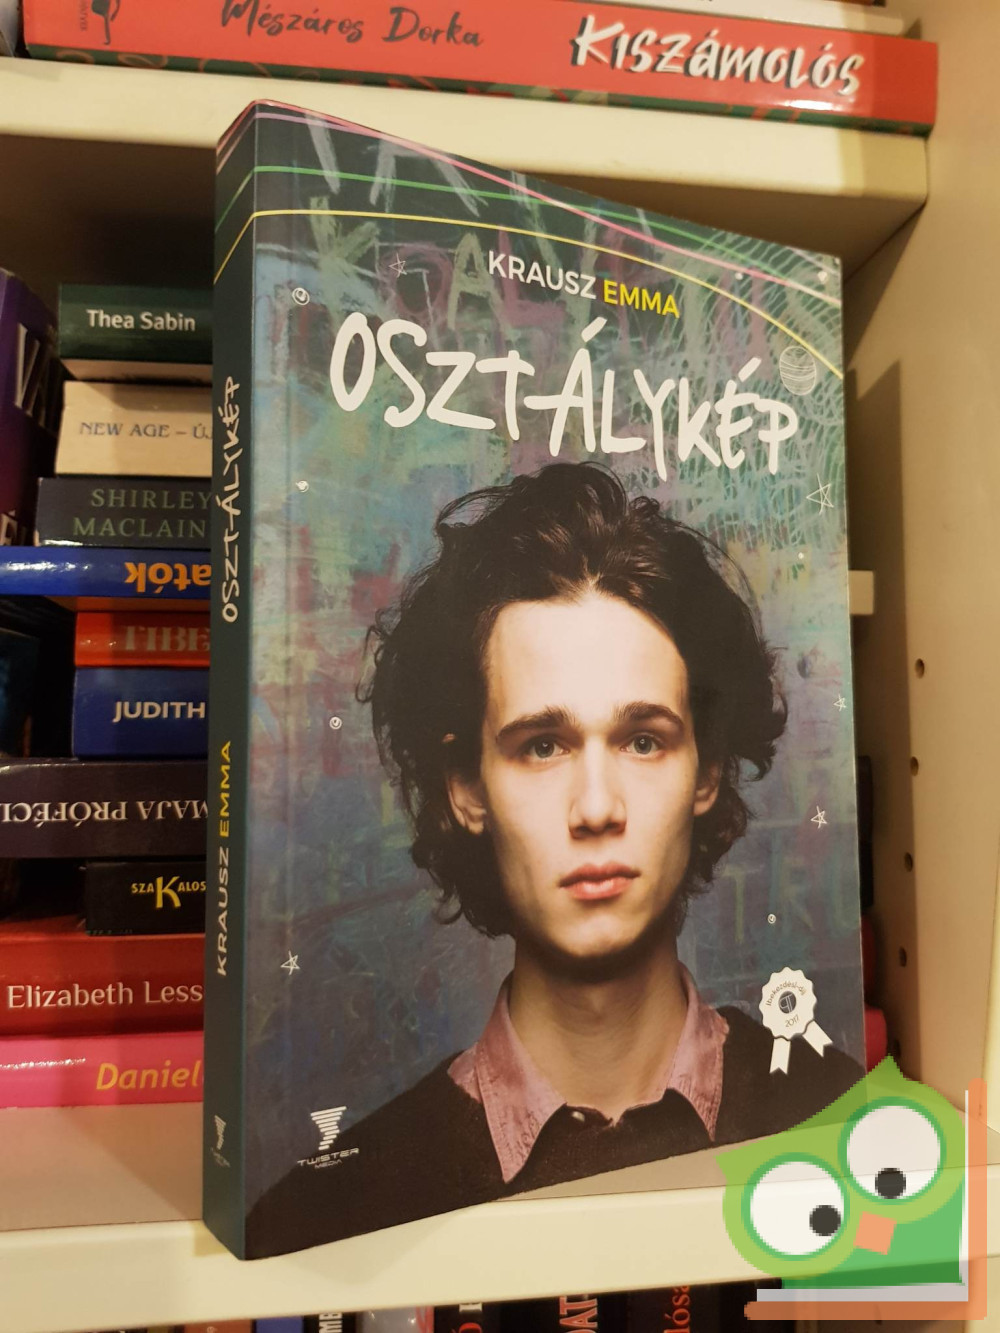 Mészáros Dorka
KISZÁMOLÓS
KRAUSZ EMMA
OSZTÁLYKÉP
OSZTÁLYKÉP
KRAUSZ EMMA
TWISTER
MEDIA
2017
Thea Sabin
NEW AGE – ÚJ
SHIRLEY
MACLAIN
atók
TIBE
JUDITH
MAJA PRÓFÉCI
SZAKALOS
Elizabeth Less
Daniel